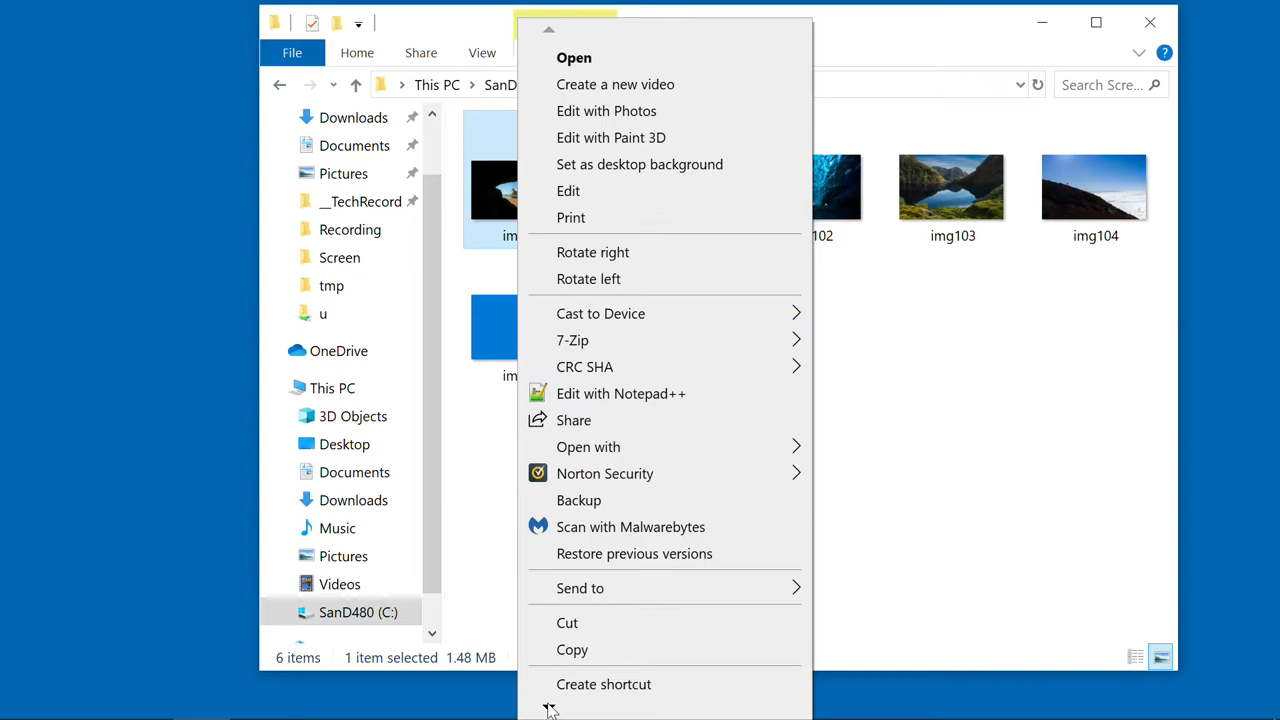 File
Home
Share
View
This PC
SanD
Search Scre...
Downloads
Documents
Pictures
__TechRecord
Recording
Screen
tmp
u
OneDrive
This PC
3D Objects
Desktop
Documents
Downloads
Music
Pictures
Videos
SanD480 (C:)
im
102
img103
img104
im
Open
Create a new video
Edit with Photos
Edit with Paint 3D
Set as desktop background
Edit
Print
Rotate right
Rotate left
Cast to Device
7-Zip
CRC SHA
Edit with Notepad++
Share
Open with
Norton Security
Backup
Scan with Malwarebytes
Restore previous versions
Send to
Cut
Copy
Create shortcut
6 items
1 item selected 1.48 MB